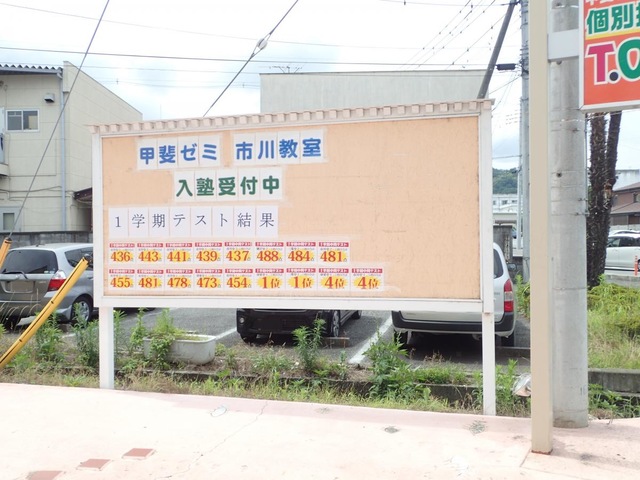 甲斐ゼミ 市川教室
入塾受付中
1学期テスト結果
436 443 441 439 437 488 484 481
455 481 478 473 454 1位 1位 4位 4位
個別
T.O